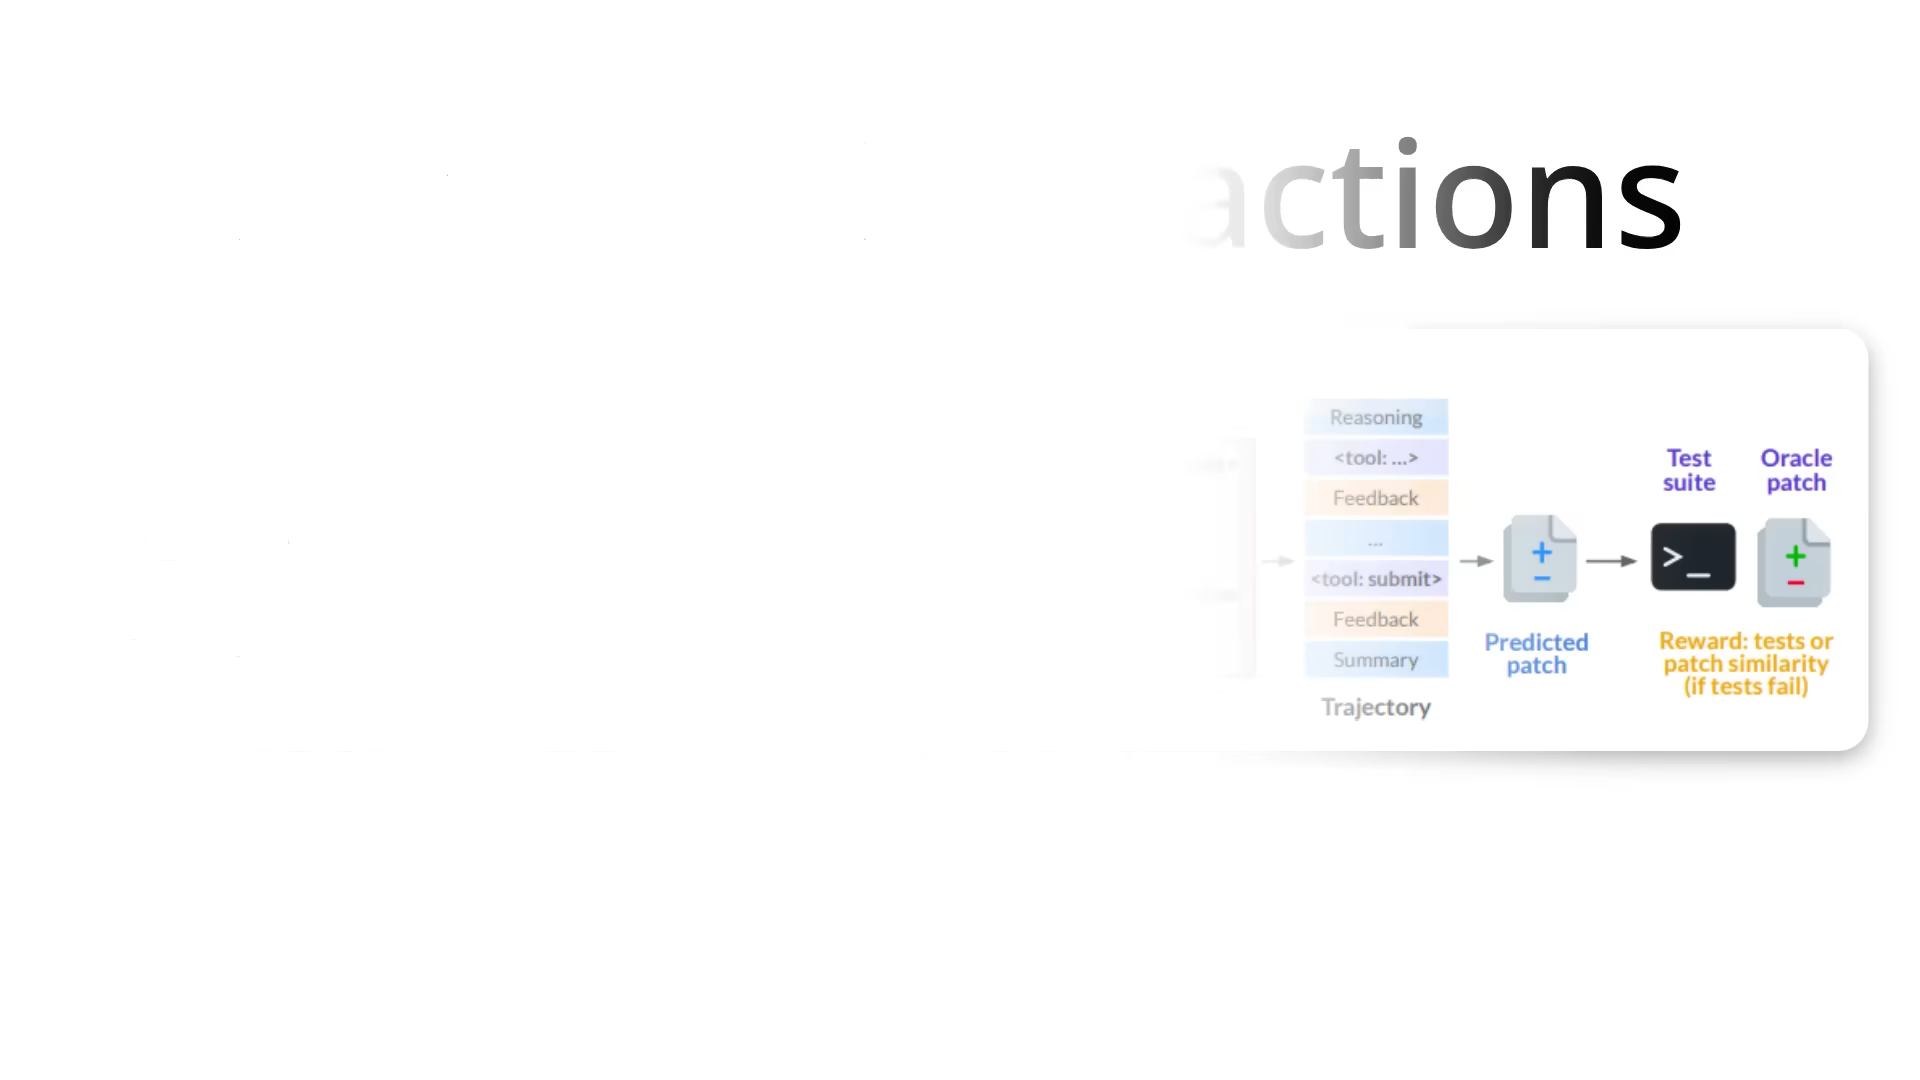 actions
Reasoning
<tool: ...>
Feedback
...
<tool: submit>
Feedback
Summary
Trajectory
Predicted
patch
Test
suite
Oracle
patch
>_
Reward: tests or
patch similarity
(if tests fail)